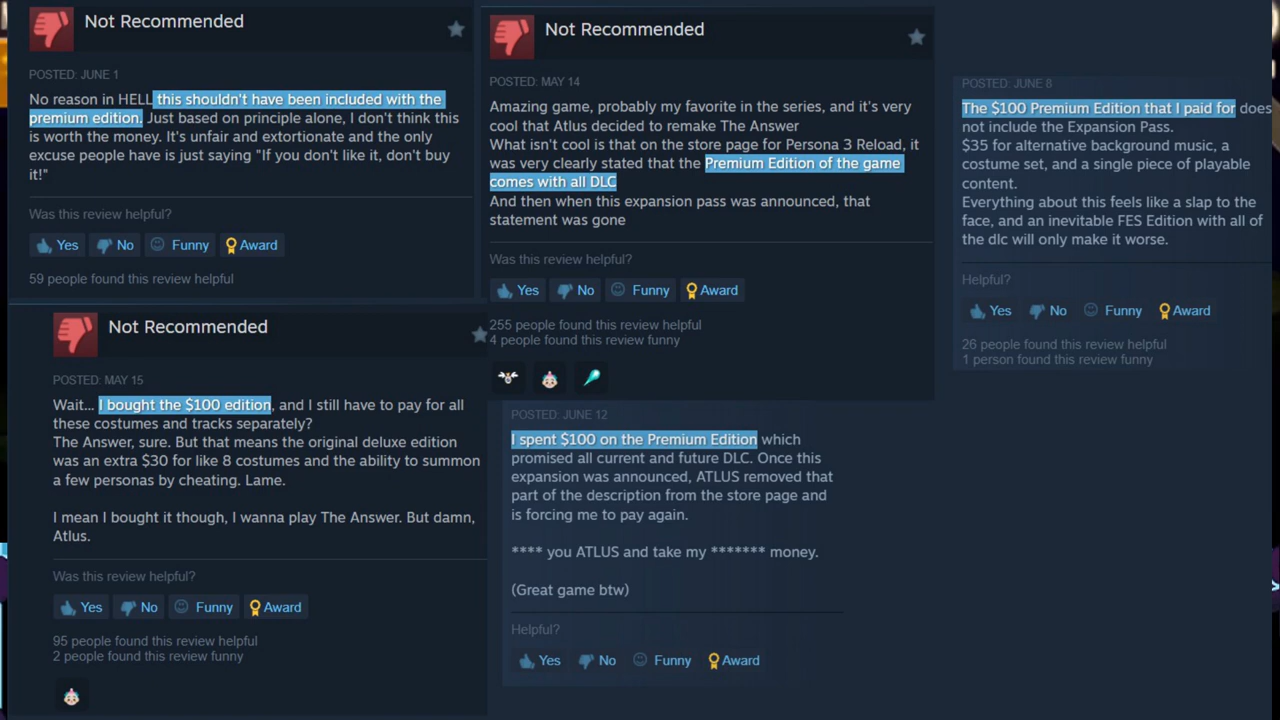 Not Recommended
POSTED: JUNE 1
No reason in HELL this shouldn't have been included with the
premium edition. Just based on principle alone, I don't think this
is worth the money. It's unfair and extortionate and the only
excuse people have is just saying "If you don't like it, don't buy
it!"
Was this review helpful?
Yes No Funny Award
59 people found this review helpful
Not Recommended
POSTED: MAY 14
Amazing game, probably my favorite in the series, and it's very
cool that Atlus decided to remake The Answer
What isn't cool is that on the store page for Persona 3 Reload, it
was very clearly stated that the Premium Edition of the game
comes with all DLC
And then when this expansion pass was announced, that
statement was gone
Was this review helpful?
Yes No Funny Award
255 people found this review helpful
4 people found this review funny
POSTED: JUNE 8
The $100 Premium Edition that I paid for does
not include the Expansion Pass.
$35 for alternative background music, a
costume set, and a single piece of playable
content.
Everything about this feels like a slap to the
face, and an inevitable FES Edition with all of
the dlc will only make it worse.
Helpful?
Yes No Funny Award
26 people found this review helpful
1 person found this review funny
Not Recommended
POSTED: MAY 15
Wait... I bought the $100 edition, and I still have to pay for all
these costumes and tracks separately?
The Answer, sure. But that means the original deluxe edition
was an extra $30 for like 8 costumes and the ability to summon
a few personas by cheating. Lame.
I mean I bought it though, I wanna play The Answer. But damn,
Atlus.
Was this review helpful?
Yes No Funny Award
95 people found this review helpful
2 people found this review funny
POSTED: JUNE 12
I spent $100 on the Premium Edition which
promised all current and future DLC. Once this
expansion was announced, ATLUS removed that
part of the description from the store page and
is forcing me to pay again.
**** you ATLUS and take my ******* money.
(Great game btw)
Helpful?
Yes No Funny Award